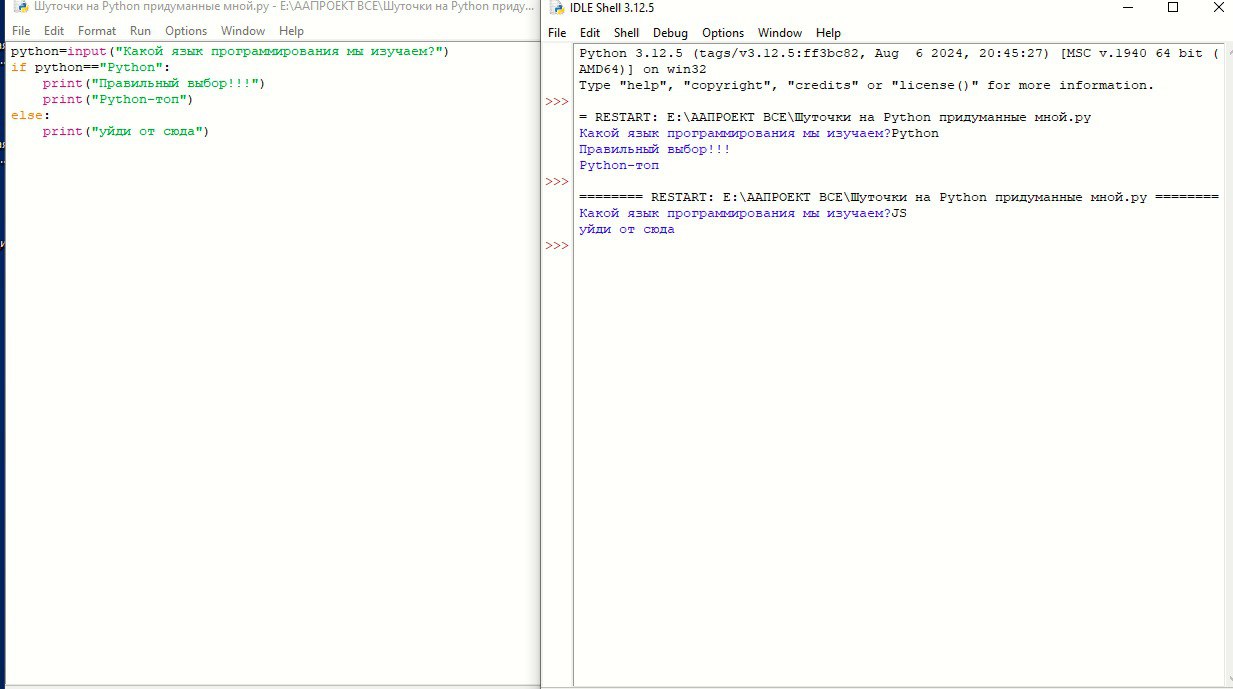 Шуточки на Python придуманные мной.py - E:\ААПРОЕКТ ВСЕ\Шуточки на Python приду...
File Edit Format Run Options Window Help
python=input("Какой язык программирования мы изучаем?")
if python=="Python":
    print("Правильный выбор!!!")
    print("Python-топ")
else:
    print("уйди от сюда")
IDLE Shell 3.12.5
File Edit Shell Debug Options Window Help
Python 3.12.5 (tags/v3.12.5:ff3bc82, Aug  6 2024, 20:45:27) [MSC v.1940 64 bit (
AMD64)] on win32
Type "help", "copyright", "credits" or "license()" for more information.
>>>
= RESTART: E:\ААПРОЕКТ ВСЕ\Шуточки на Python придуманные мной.py
Какой язык программирования мы изучаем?Python
Правильный выбор!!!
Python-топ
>>>
======== RESTART: E:\ААПРОЕКТ ВСЕ\Шуточки на Python придуманные мной.py ========
Какой язык программирования мы изучаем?JS
уйди от сюда
>>>